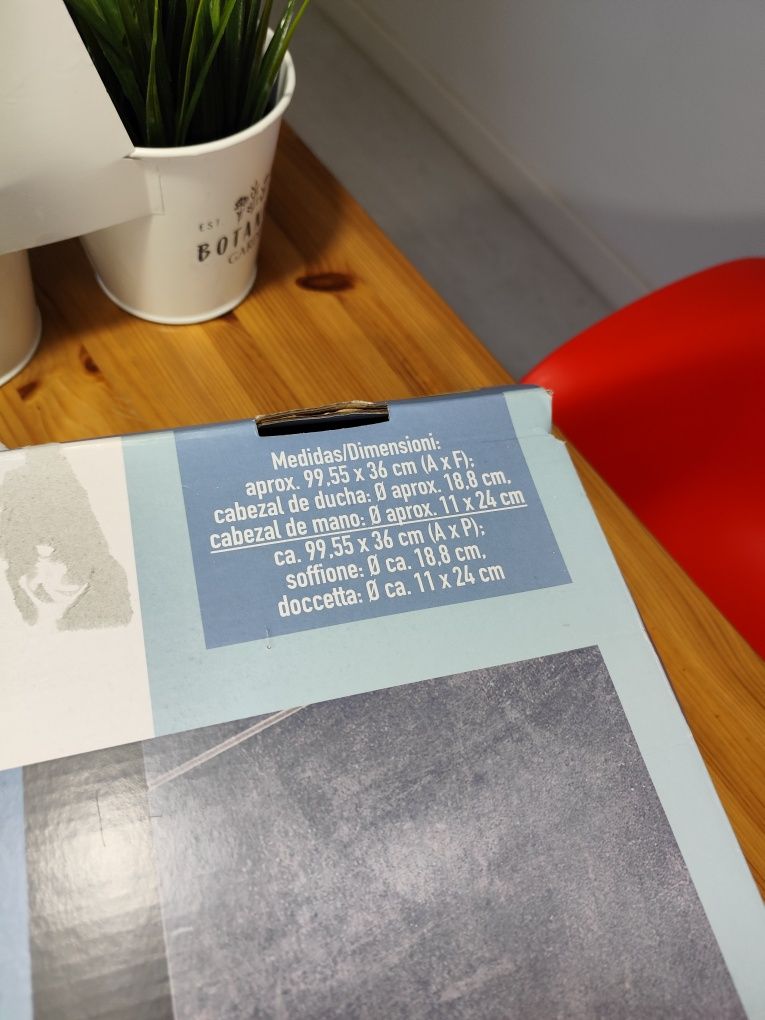 EST
Medidas/Dimensioni:
aprox. 99,55 x 36 cm (A x F);
cabezal de ducha: Ø aprox. 18,8 cm,
cabezal de mano: Ø aprox. 11 x 24 cm
ca. 99,55 x 36 cm (A x P);
soffione: Ø ca. 18,8 cm,
doccetta: Ø ca. 11 x 24 cm